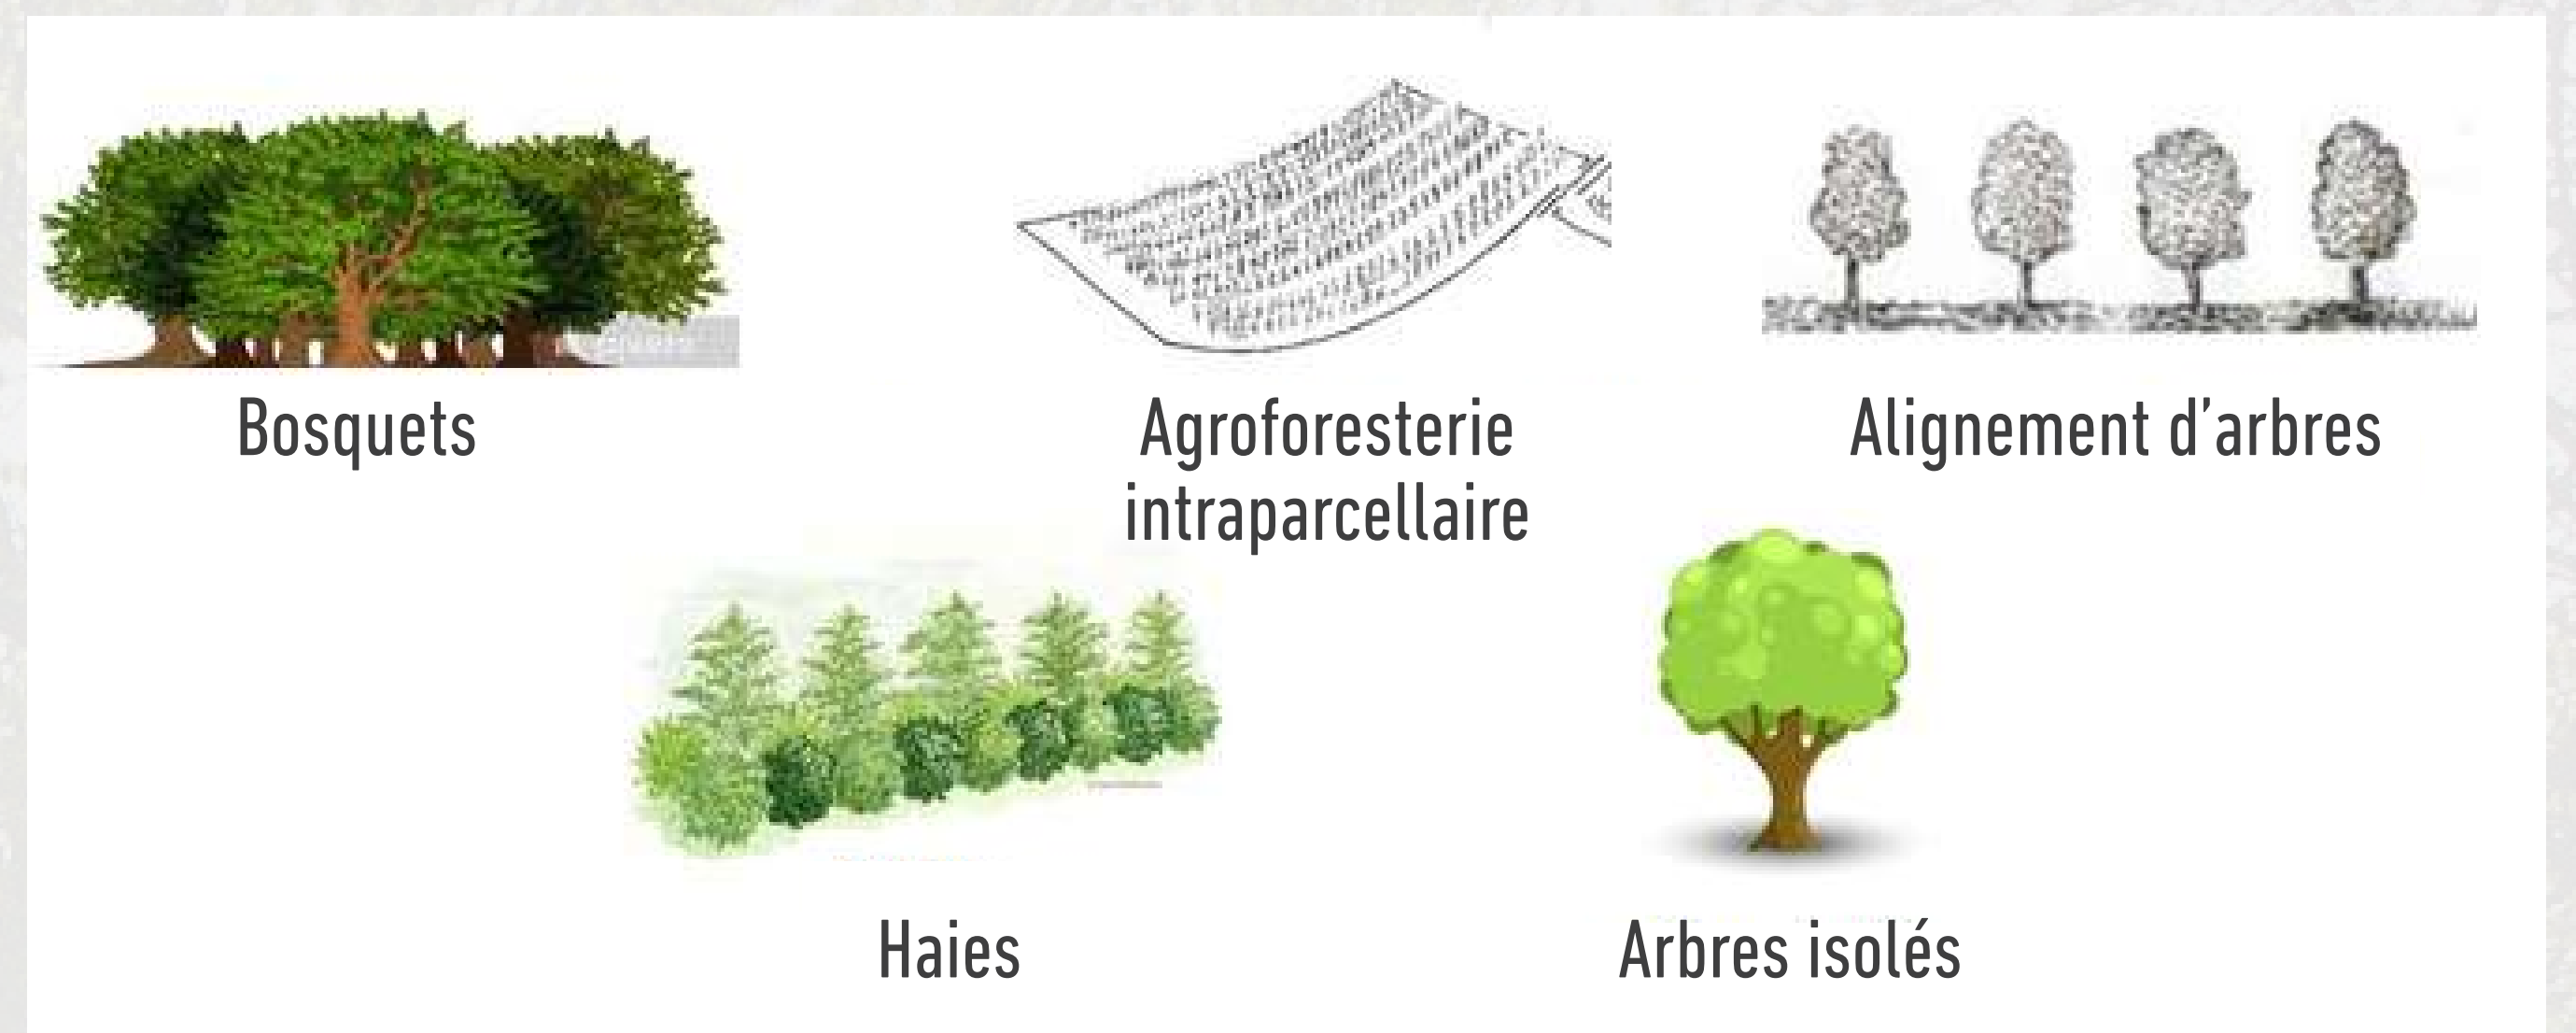 Bosquets
Agroforesterie
intraparcellaire
Alignement d’arbres
Haies
Arbres isolés